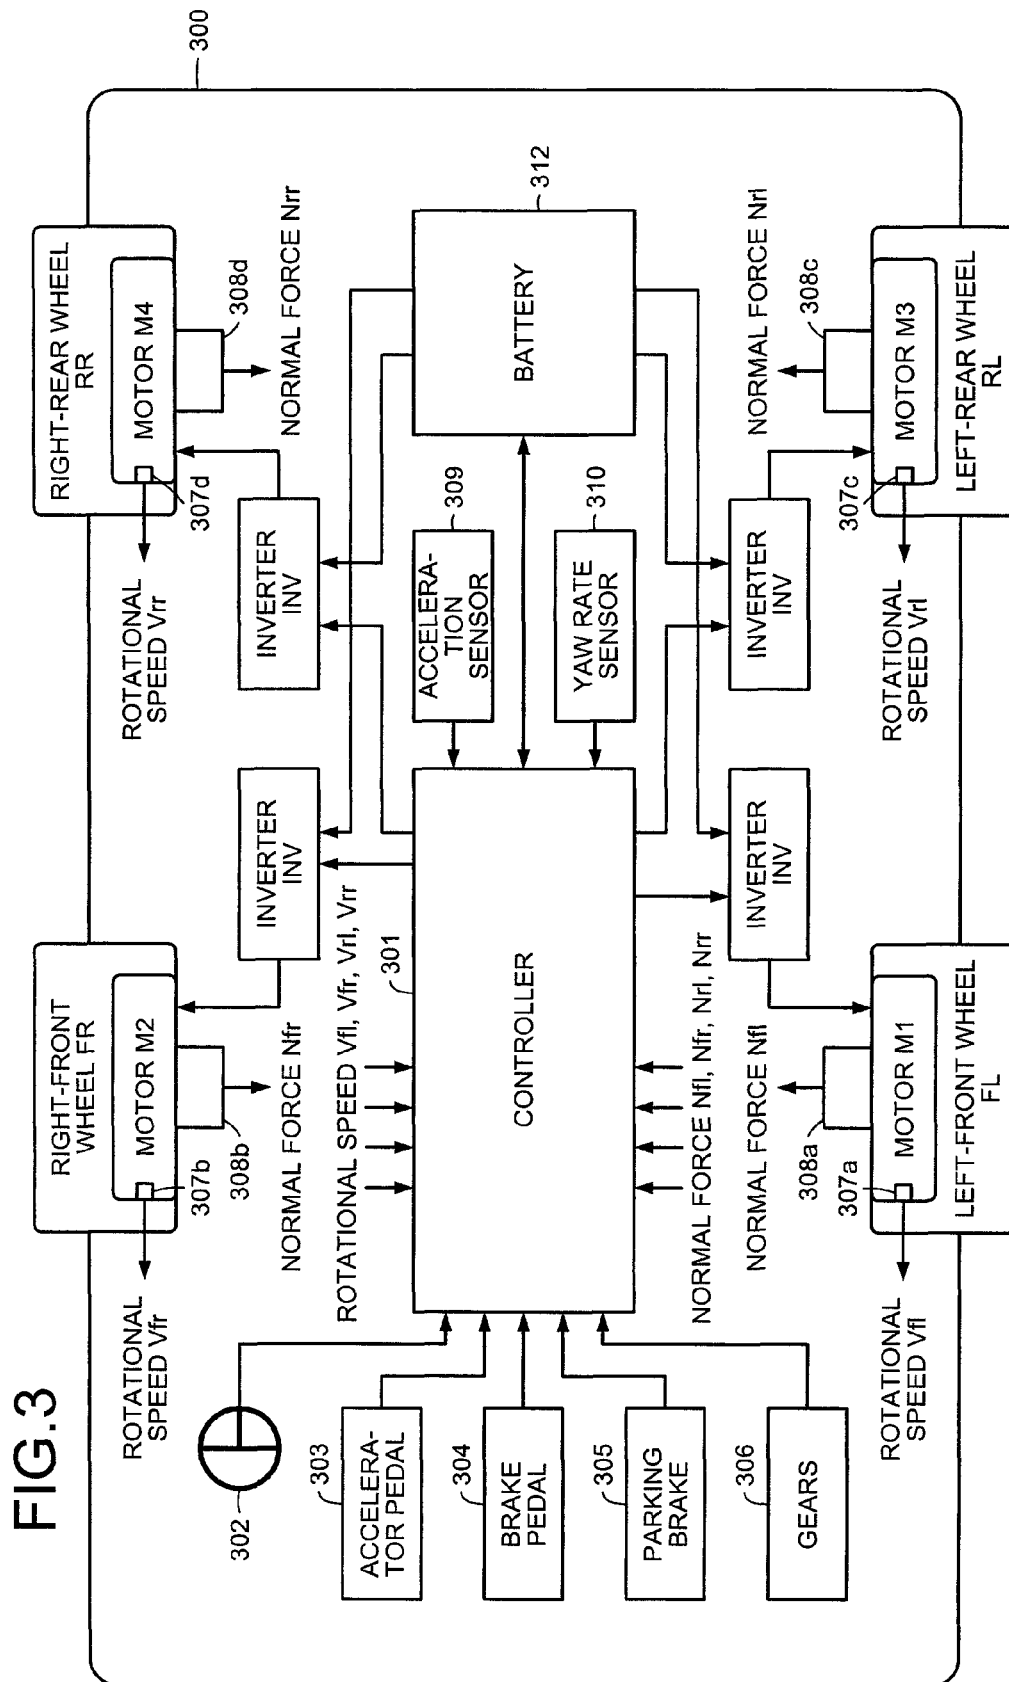 FIG.3
300
RIGHT-FRONT
WHEEL FR
MOTOR M2
307b
308b
ROTATIONAL
SPEED Vfr
NORMAL FORCE Nfr
RIGHT-REAR WHEEL
RR
MOTOR M4
307d
308d
ROTATIONAL
SPEED Vrr
NORMAL FORCE Nrr
INVERTER
INV
INVERTER
INV
302
303
ACCELERA-
TOR PEDAL
304
BRAKE
PEDAL
305
PARKING
BRAKE
306
GEARS
ROTATIONAL SPEED Vfl, Vfr, Vrl, Vrr
301
CONTROLLER
NORMAL FORCE Nfl, Nfr, Nrl, Nrr
309
ACCELERA-
TION
SENSOR
310
YAW RATE
SENSOR
312
BATTERY
INVERTER
INV
INVERTER
INV
NORMAL FORCE Nfl
308a
307a
ROTATIONAL
SPEED Vfl
MOTOR M1
LEFT-FRONT WHEEL
FL
NORMAL FORCE Nrl
308c
307c
ROTATIONAL
SPEED Vrl
MOTOR M3
LEFT-REAR WHEEL
RL